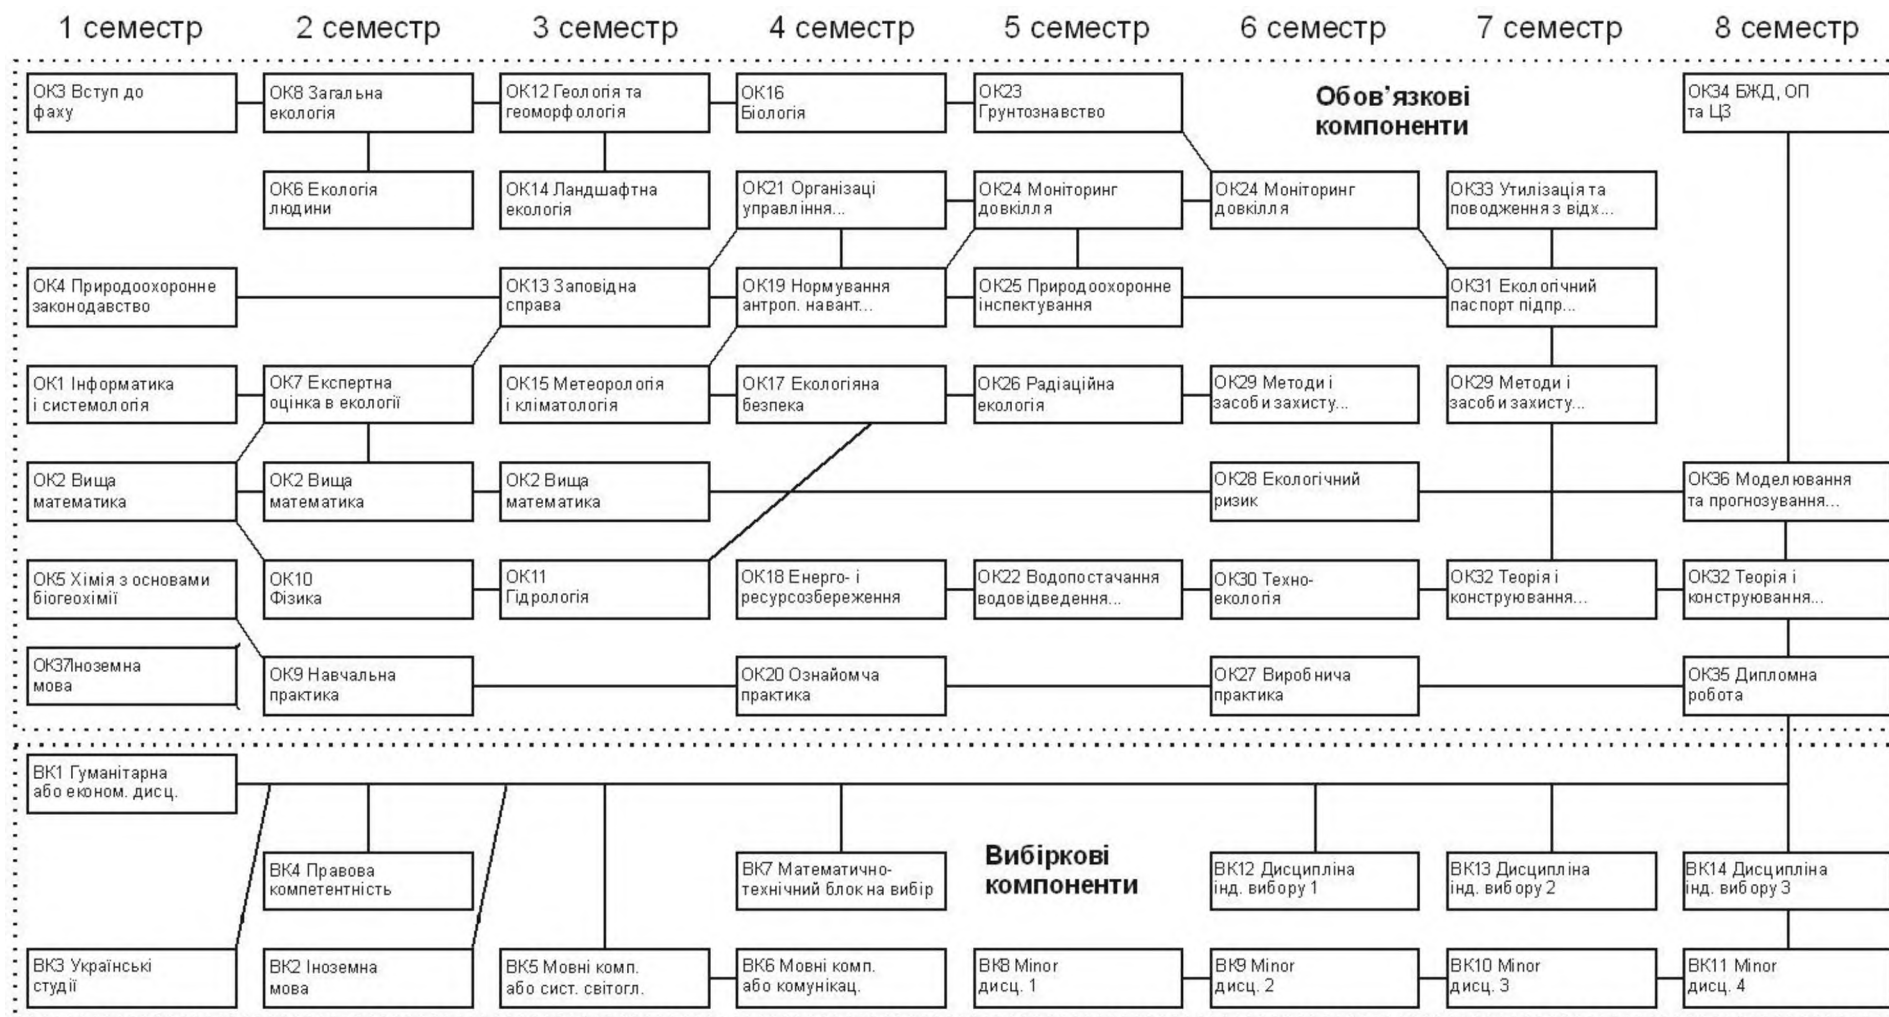 1 семестр
2 семестр
3 семестр
4 семестр
5 семестр
6 семестр
7 семестр
8 семестр
ОК3 Вступ до
фаху
ОК8 Загальна
екологія
ОК12 Геологія та
геоморфологія
ОК16
Біологія
ОК23
Ґрунтознавство
Обов’язкові
компоненти
ОК34 БЖД, ОП
та ЦЗ
ОК6 Екологія
людини
ОК14 Ландшафтна
екологія
ОК21 Організаці
управління...
ОК24 Моніторинг
довкілля
ОК24 Моніторинг
довкілля
ОК33 Утилізація та
поводження з відх...
ОК4 Природоохоронне
законодавство
ОК13 Заповідна
справа
ОК19 Нормування
антроп. навант...
ОК25 Природоохоронне
інспектування
ОК31 Екологічний
паспорт підпр...
ОК1 Інформатика
і системологія
ОК7 Експертна
оцінка в екології
ОК15 Метеорологія
і кліматологія
ОК17 Екологіяна
безпека
ОК26 Радіаційна
екологія
ОК29 Методи і
засоби захисту...
ОК29 Методи і
засоби захисту...
ОК2 Вища
математика
ОК2 Вища
математика
ОК2 Вища
математика
ОК28 Екологічний
ризик
ОК36 Моделювання
та прогнозування...
ОК5 Хімія з основами
біогеохімії
ОК10
Фізика
ОК11
Гідрологія
ОК18 Енерго- і
ресурсозбереження
ОК22 Водопостачання
водовідведення...
ОК30 Техно-
екологія
ОК32 Теорія і
конструювання...
ОК32 Теорія і
конструювання...
ОК37Іноземна
мова
ОК9 Навчальна
практика
ОК20 Ознайомча
практика
ОК27 Виробнича
практика
ОК35 Дипломна
робота
ВК1 Гуманітарна
або економ. дисц.
ВК4 Правова
компетентність
ВК7 Математично-
технічний блок на вибір
Вибіркові
компоненти
ВК12 Дисципліна
інд. вибору 1
ВК13 Дисципліна
інд. вибору 2
ВК14 Дисципліна
інд. вибору 3
ВК3 Українські
студії
ВК2 Іноземна
мова
ВК5 Мовні комп.
або сист. світогл.
ВК6 Мовні комп.
або комунікац.
ВК8 Minor
дисц. 1
ВК9 Minor
дисц. 2
ВК10 Minor
дисц. 3
ВК11 Minor
дисц. 4